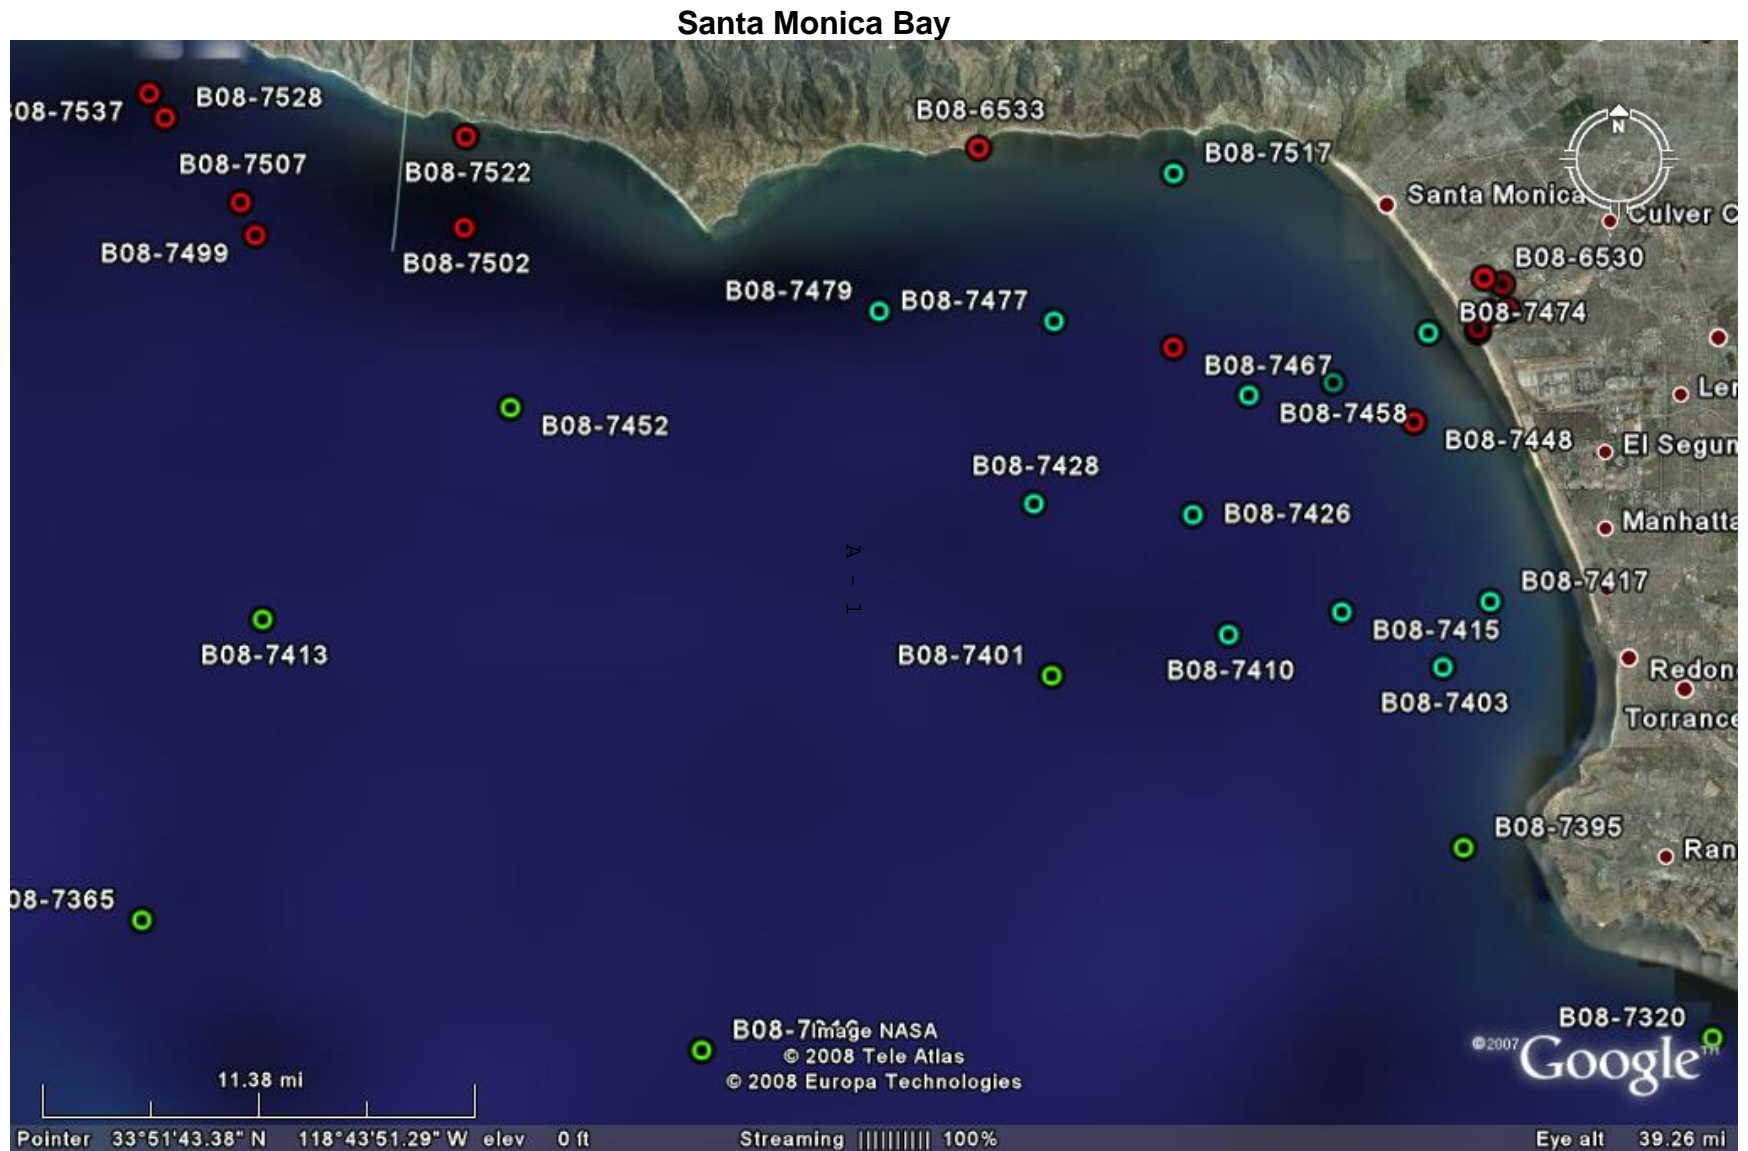 Santa Monica Bay
B08-7528
B08-7537
B08-6533
B08-7507
B08-7522
B08-7517
Santa Monica
N
Culver C
B08-7499
B08-7502
B08-6530
B08-7479
B08-7477
B08-7474
B08-7467
Ler
B08-7458
B08-7452
B08-7448
El Segun
B08-7428
B08-7426
Manhatta
A - 1
B08-7417
B08-7415
B08-7413
B08-7401
B08-7410
Redon
B08-7403
Torrance
B08-7395
Ran
08-7365
B08-7320
Image NASA
© 2008 Tele Atlas
© 2008 Europa Technologies
©2007 Google™
11.38 mi
Pointer 33°51'43.38" N 118°43'51.29" W elev 0 ft Streaming |||||||||| 100% Eye alt 39.26 mi